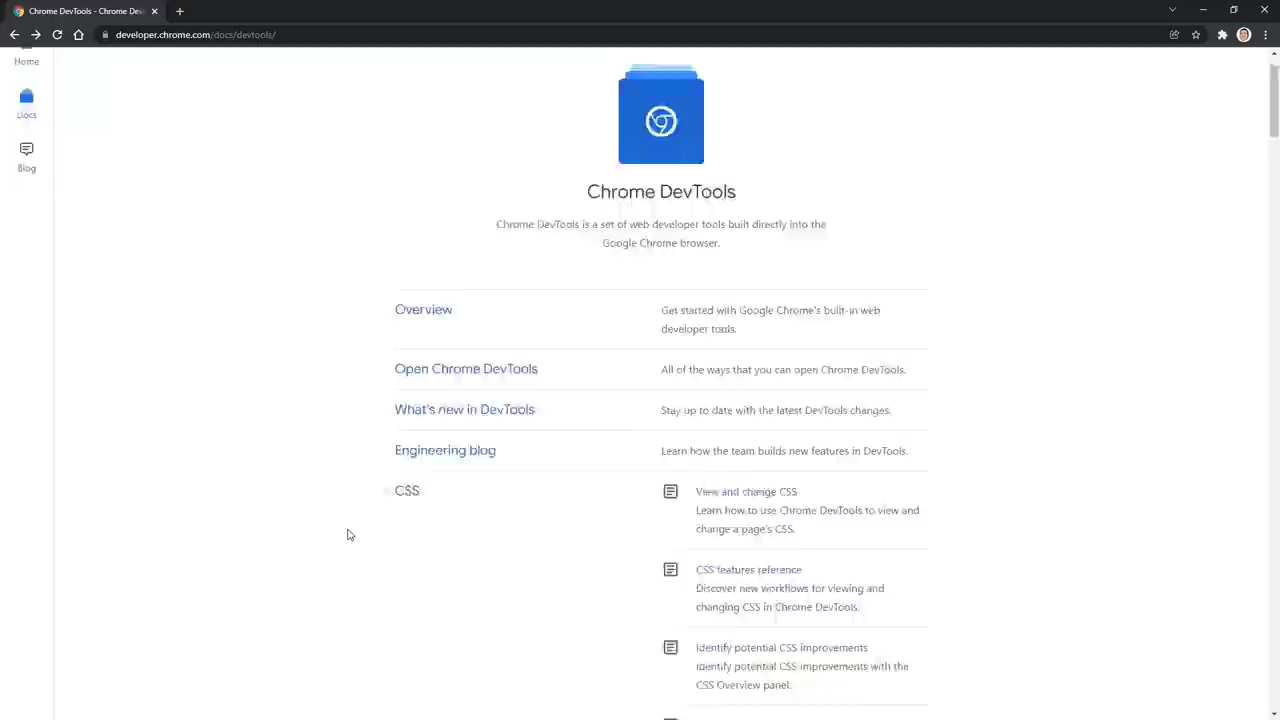 Chrome DevTools - Chrome Dev
developer.chrome.com/docs/devtools/
Home
Docs
Blog
Chrome DevTools
Chrome DevTools is a set of web developer tools built directly into the
Google Chrome browser.
Overview
Get started with Google Chrome's built-in web
developer tools.
Open Chrome DevTools
All of the ways that you can open Chrome DevTools.
What's new in DevTools
Stay up to date with the latest DevTools changes.
Engineering blog
Learn how the team builds new features in DevTools.
CSS
View and change CSS
Learn how to use Chrome DevTools to view and
change a page's CSS.
CSS features reference
Discover new workflows for viewing and
changing CSS in Chrome DevTools.
Identify potential CSS improvements
Identify potential CSS improvements with the
CSS Overview panel.